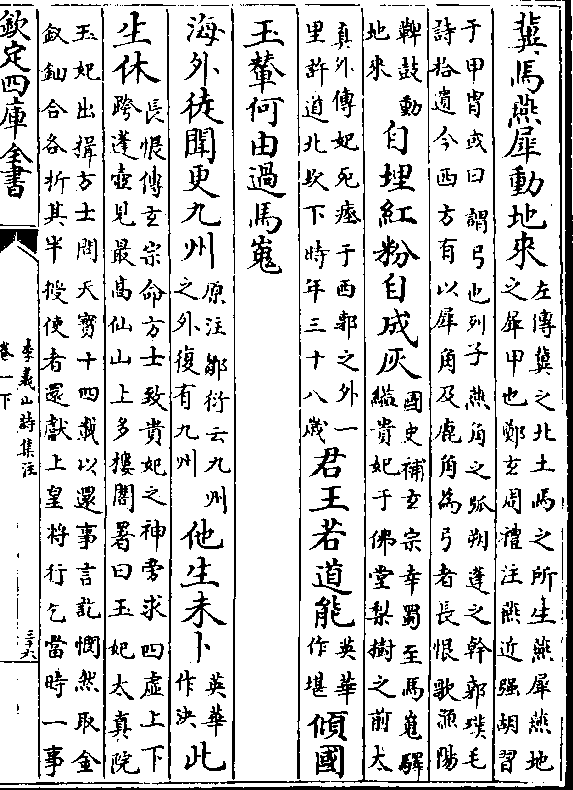 冀馬燕犀動地來
左傳冀之北土馬之所生燕犀燕地
之犀甲也鄭玄周禮注燕近强胡習
于甲胄或曰謂弓也列子燕角之弧朔蓬之幹郭璞毛
詩拾遺今西方有以犀角及鹿角為弓者長恨歌漁陽
鞞鼓動
地來
自埋紅粉自成灰
國史補玄宗幸蜀至馬嵬驛
縊貴妃于佛堂梨樹之前太
真外傳妃死瘞于西郭之外一
里許道北坎下時年三十八歲
君王若道能
英華
作堪
傾國
玉輦何由過馬嵬
海外徒聞更九州
原注鄒衍云九州
之外復有九州
他生未卜
英華
作決
此
生休
長恨傳玄宗命方士致貴妃之神旁求四虛上下
跨蓬壺見最高仙山上多樓閣署曰玉妃太真院
玉妃出揖方士問天寶十四載以還事言訖憫然取金
釵鈿合各折其半授使者還獻上皇將行乞當時一事
欽定四庫全書
李義山詩集注
卷一下
三十六